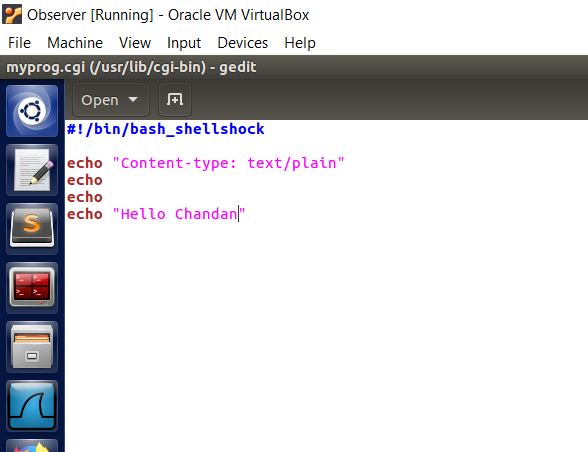 Observer [Running] - Oracle VM VirtualBox
File Machine View Input Devices Help
myprog.cgi (/usr/lib/cgi-bin) - gedit
Open
#!/bin/bash_shellshock
echo "Content-type: text/plain"
echo
echo
echo "Hello Chandan"